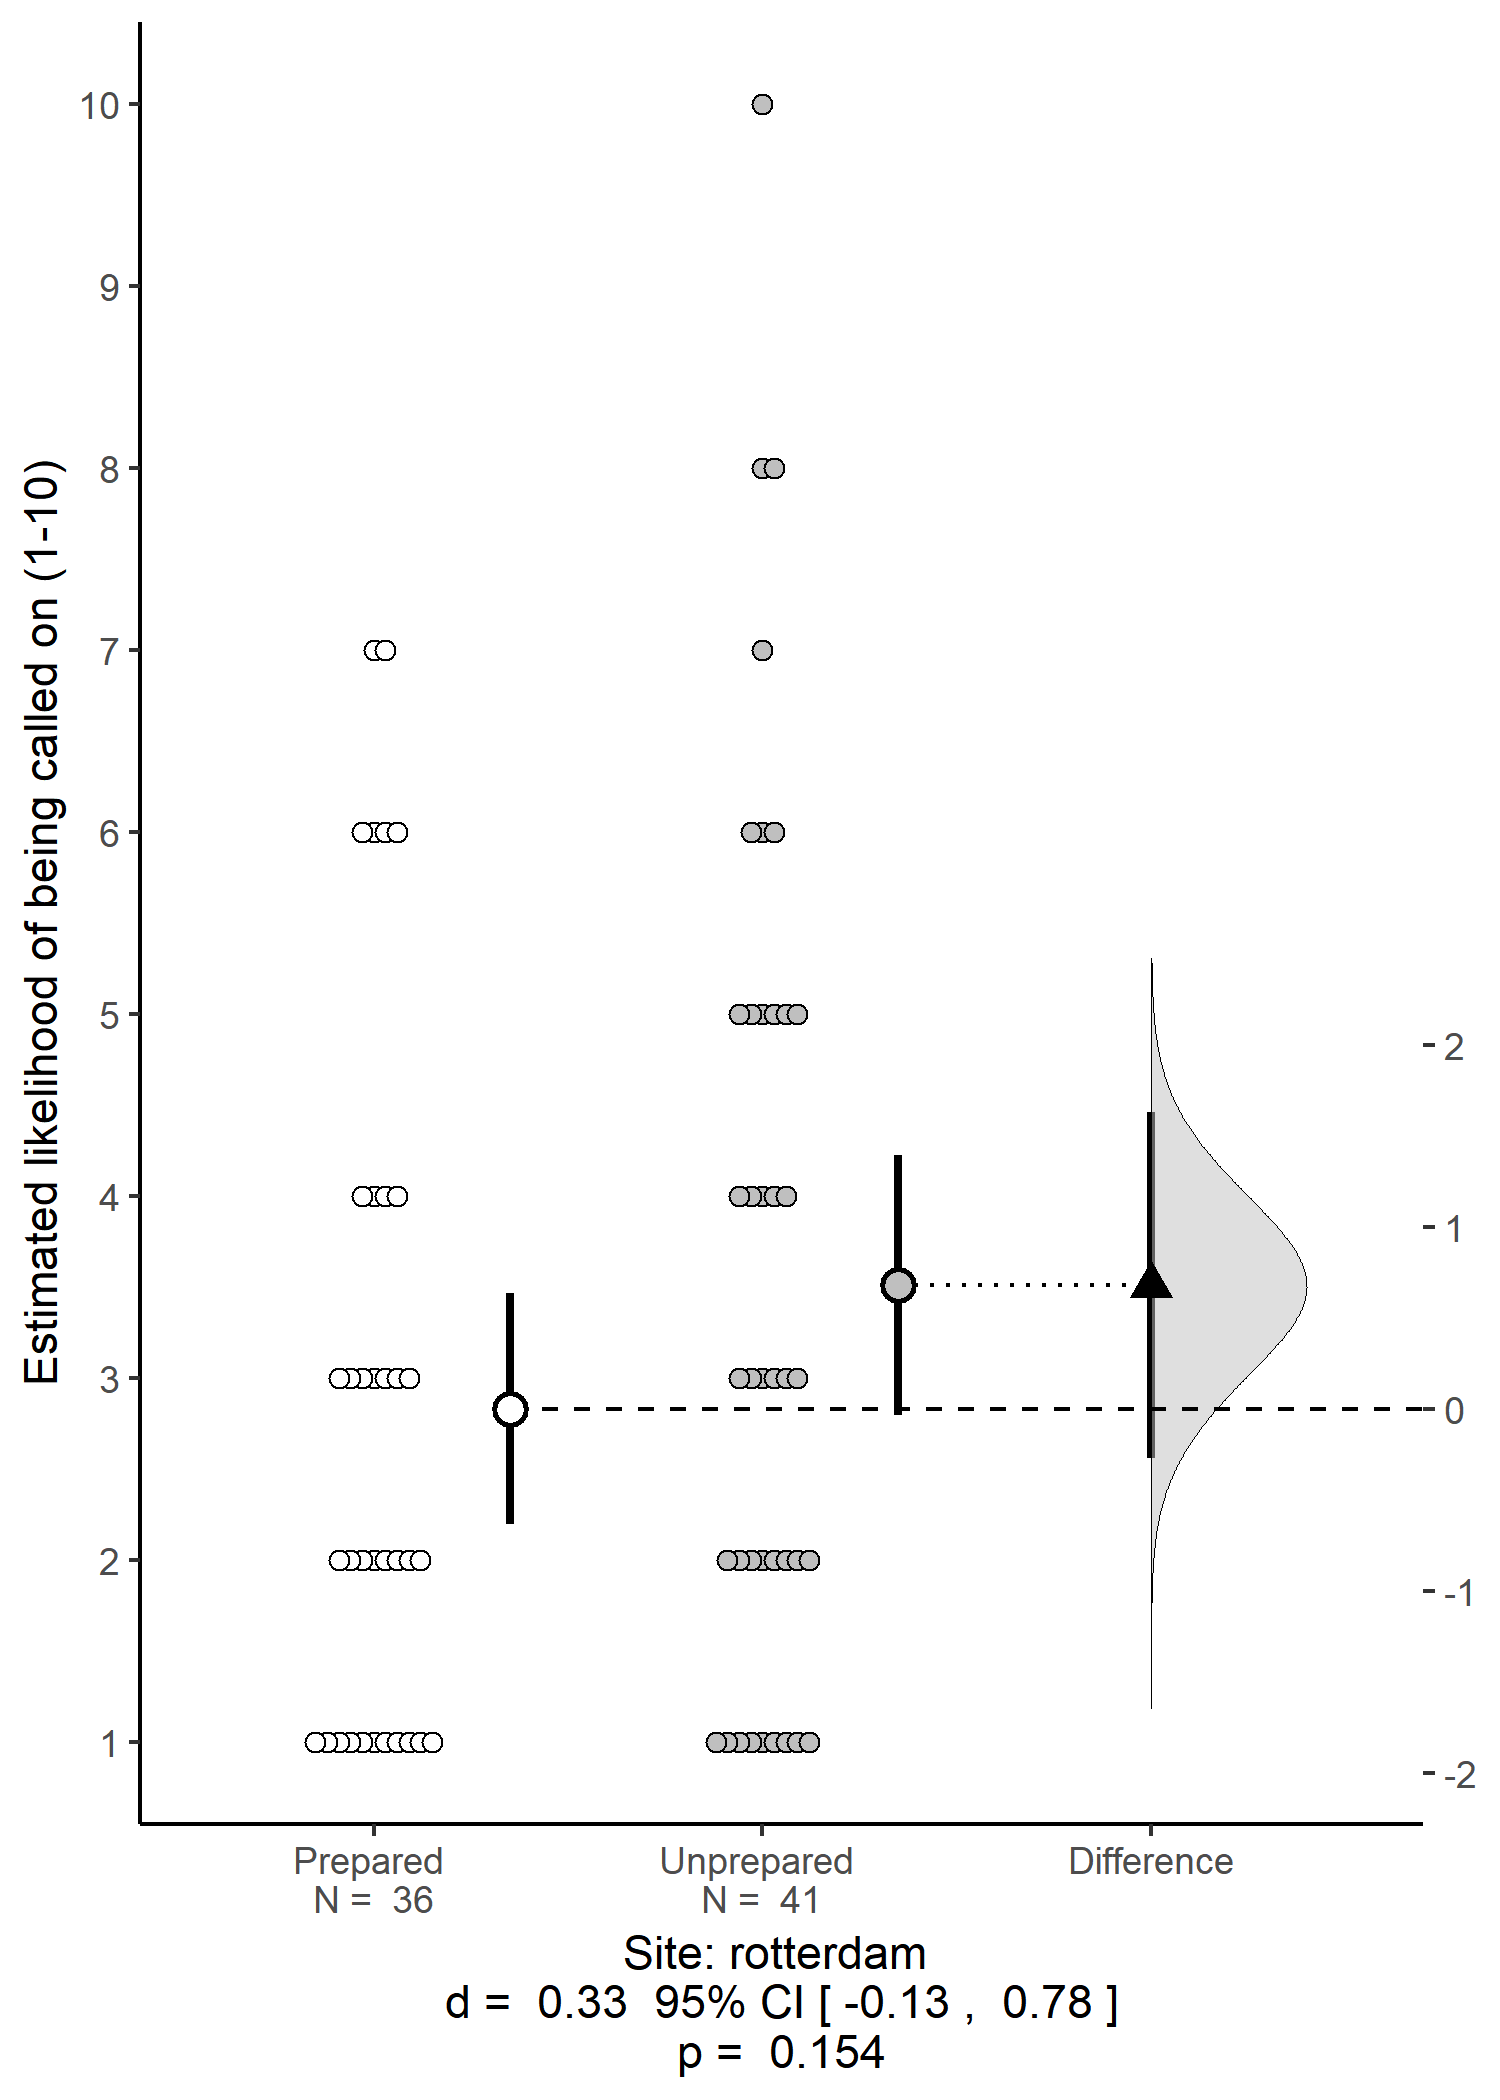 Estimated likelihood of being called on (1-10)
10
9
8
7
6
5
4
3
2
1
2
1
0
-1
-2
Prepared
N = 36
Unprepared
N = 41
Difference
Site: rotterdam
d = 0.33 95% CI [ -0.13 , 0.78 ]
p = 0.154